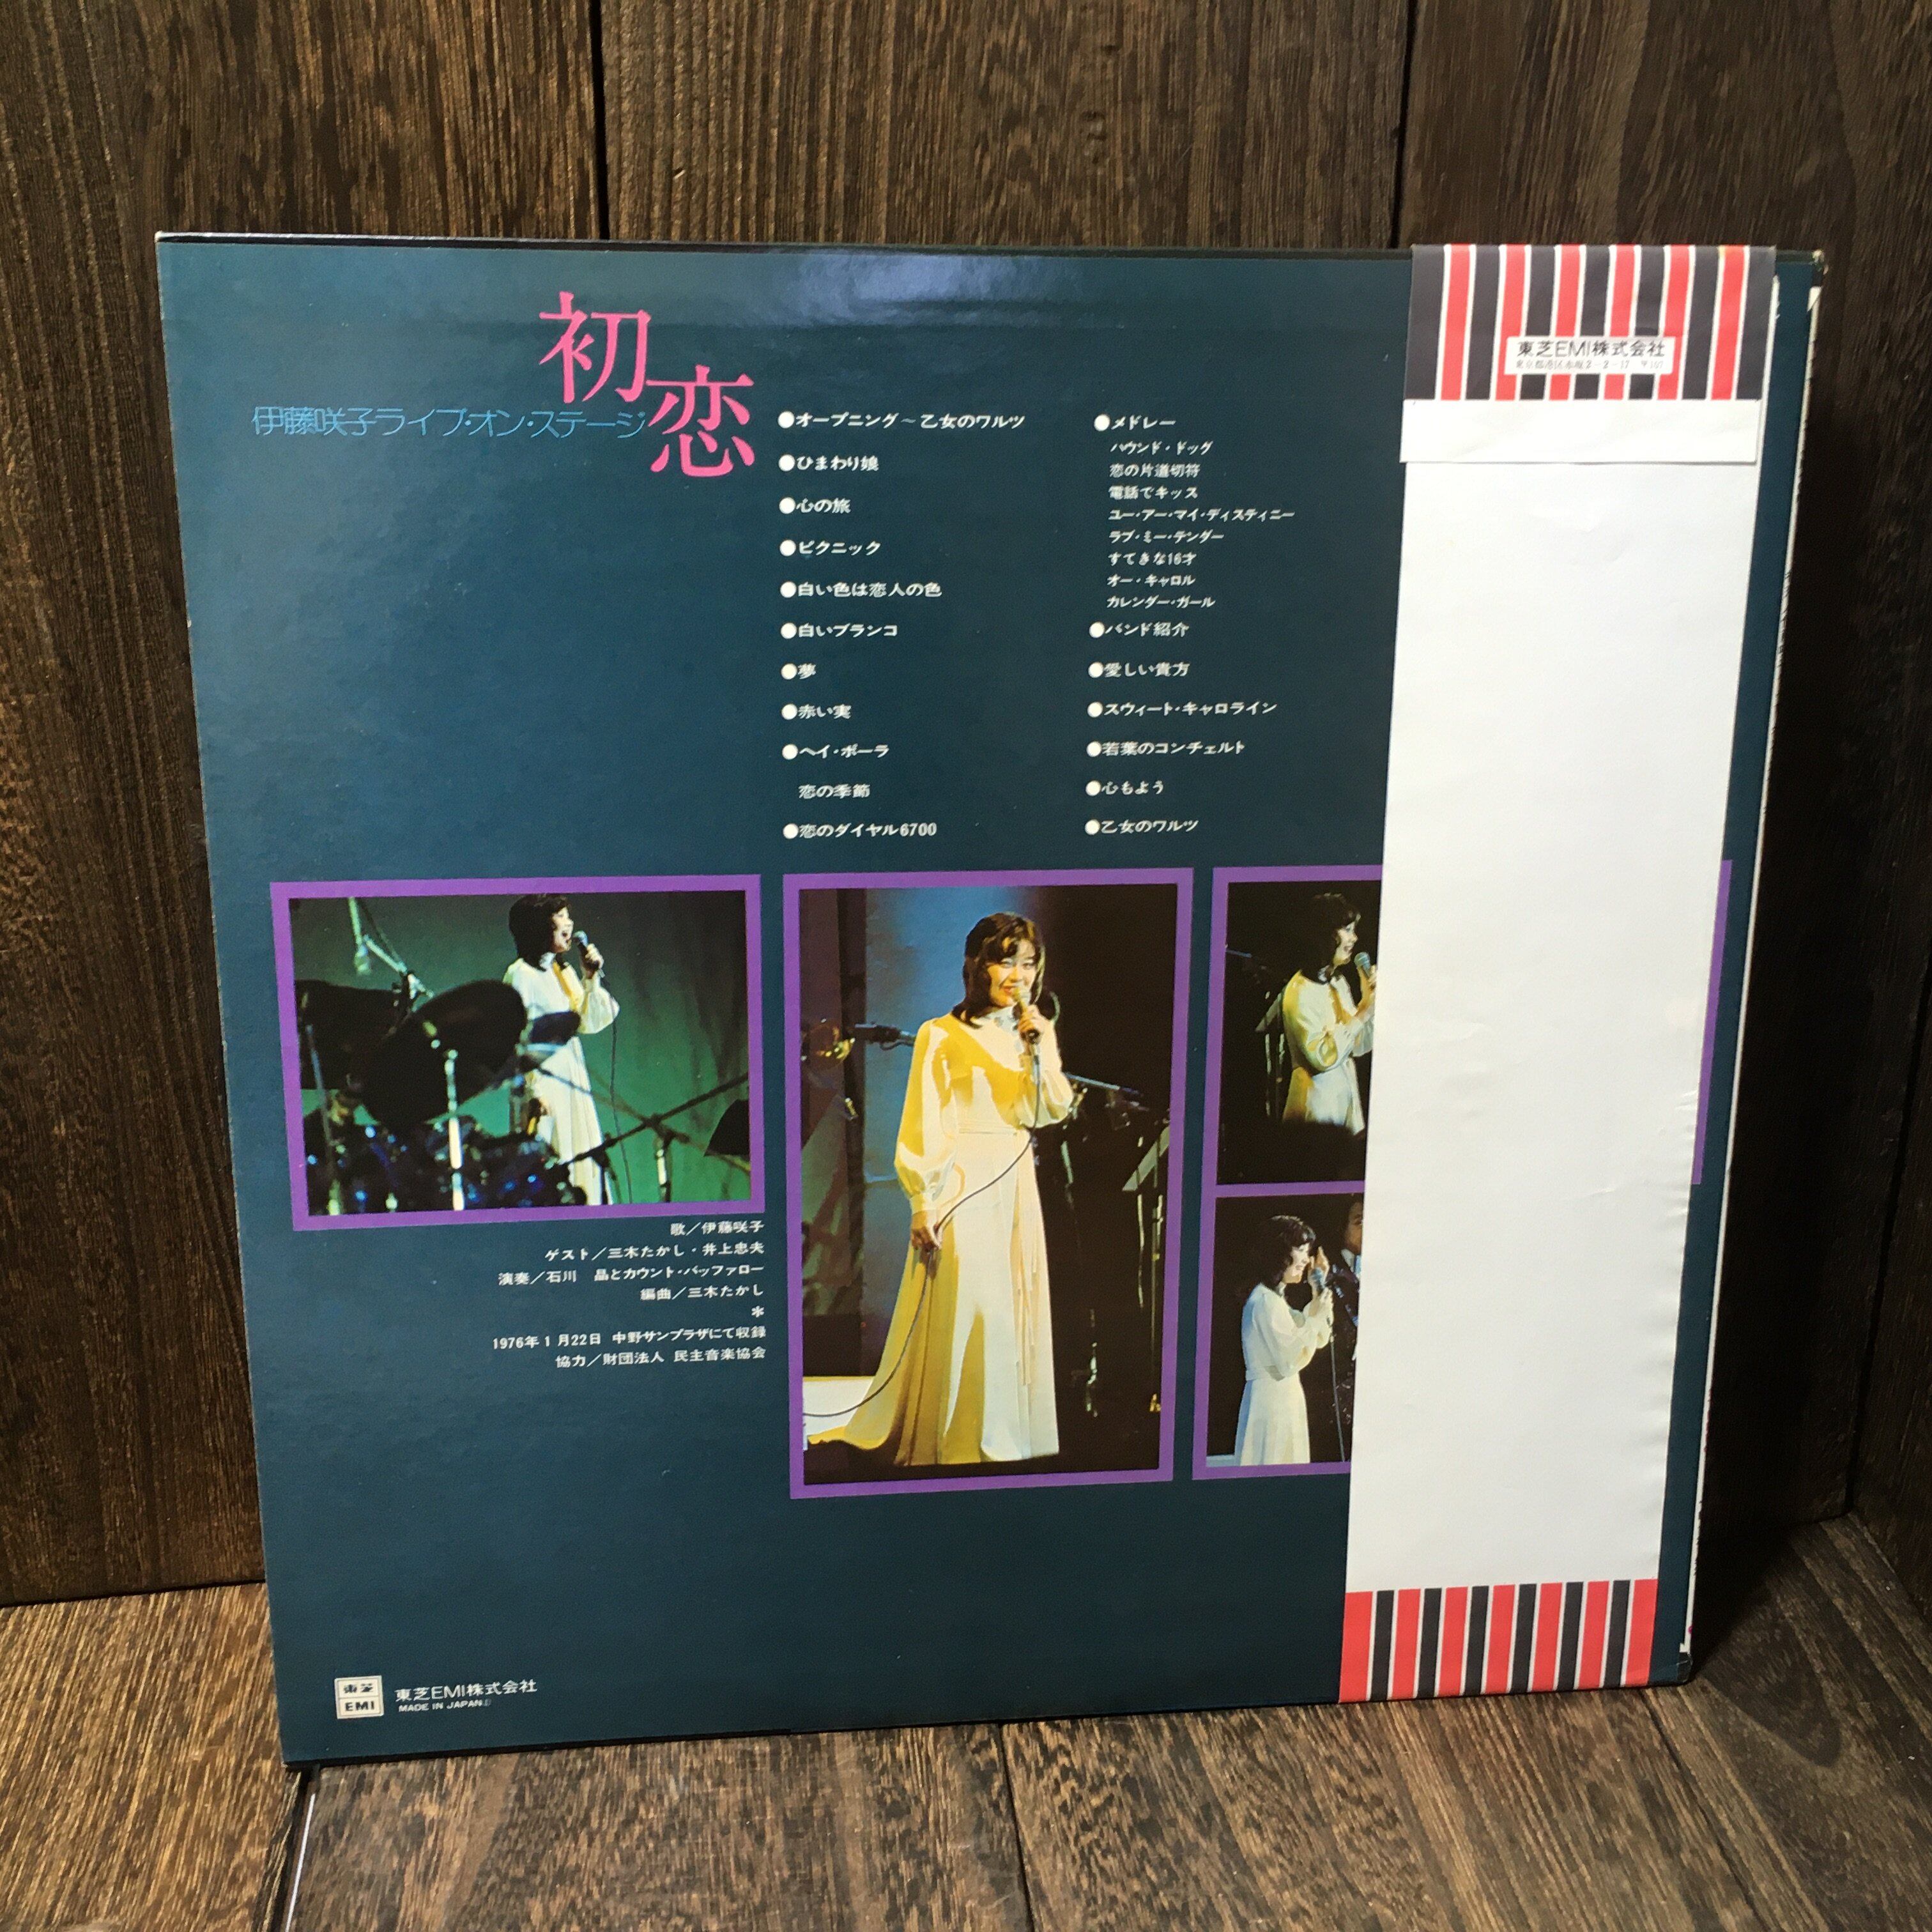 初恋
伊藤咲子ライブ・オン・ステージ
●オープニング～乙女のワルツ
●ひまわり娘
●心の旅
●ピクニック
●白い色は恋人の色
●白いブランコ
●夢
●赤い実
●ヘイ・ポーラ
恋の季節
●恋のダイヤル6700
●メドレー
ハウンド・ドッグ
恋の片道切符
電話でキッス
ユー・アー・マイ・ディスティニー
ラブ・ミー・テンダー
すてきな16才
オー・キャロル
カレンダー・ガール
●バンド紹介
●愛しい貴方
●スウィート・キャロライン
●若葉のコンチェルト
●心もよう
●乙女のワルツ
東芝EMI株式会社
東京都港区赤坂2-2-17
歌／伊藤咲子
ゲスト／三木たかし・井上忠夫
演奏／石川 晶とカウント・バッファロー
編曲／三木たかし
＊
1976年1月22日 中野サンプラザにて収録
協力／財団法人 民主音楽協会
東芝
EMI
東芝EMI株式会社
MADE IN JAPAN